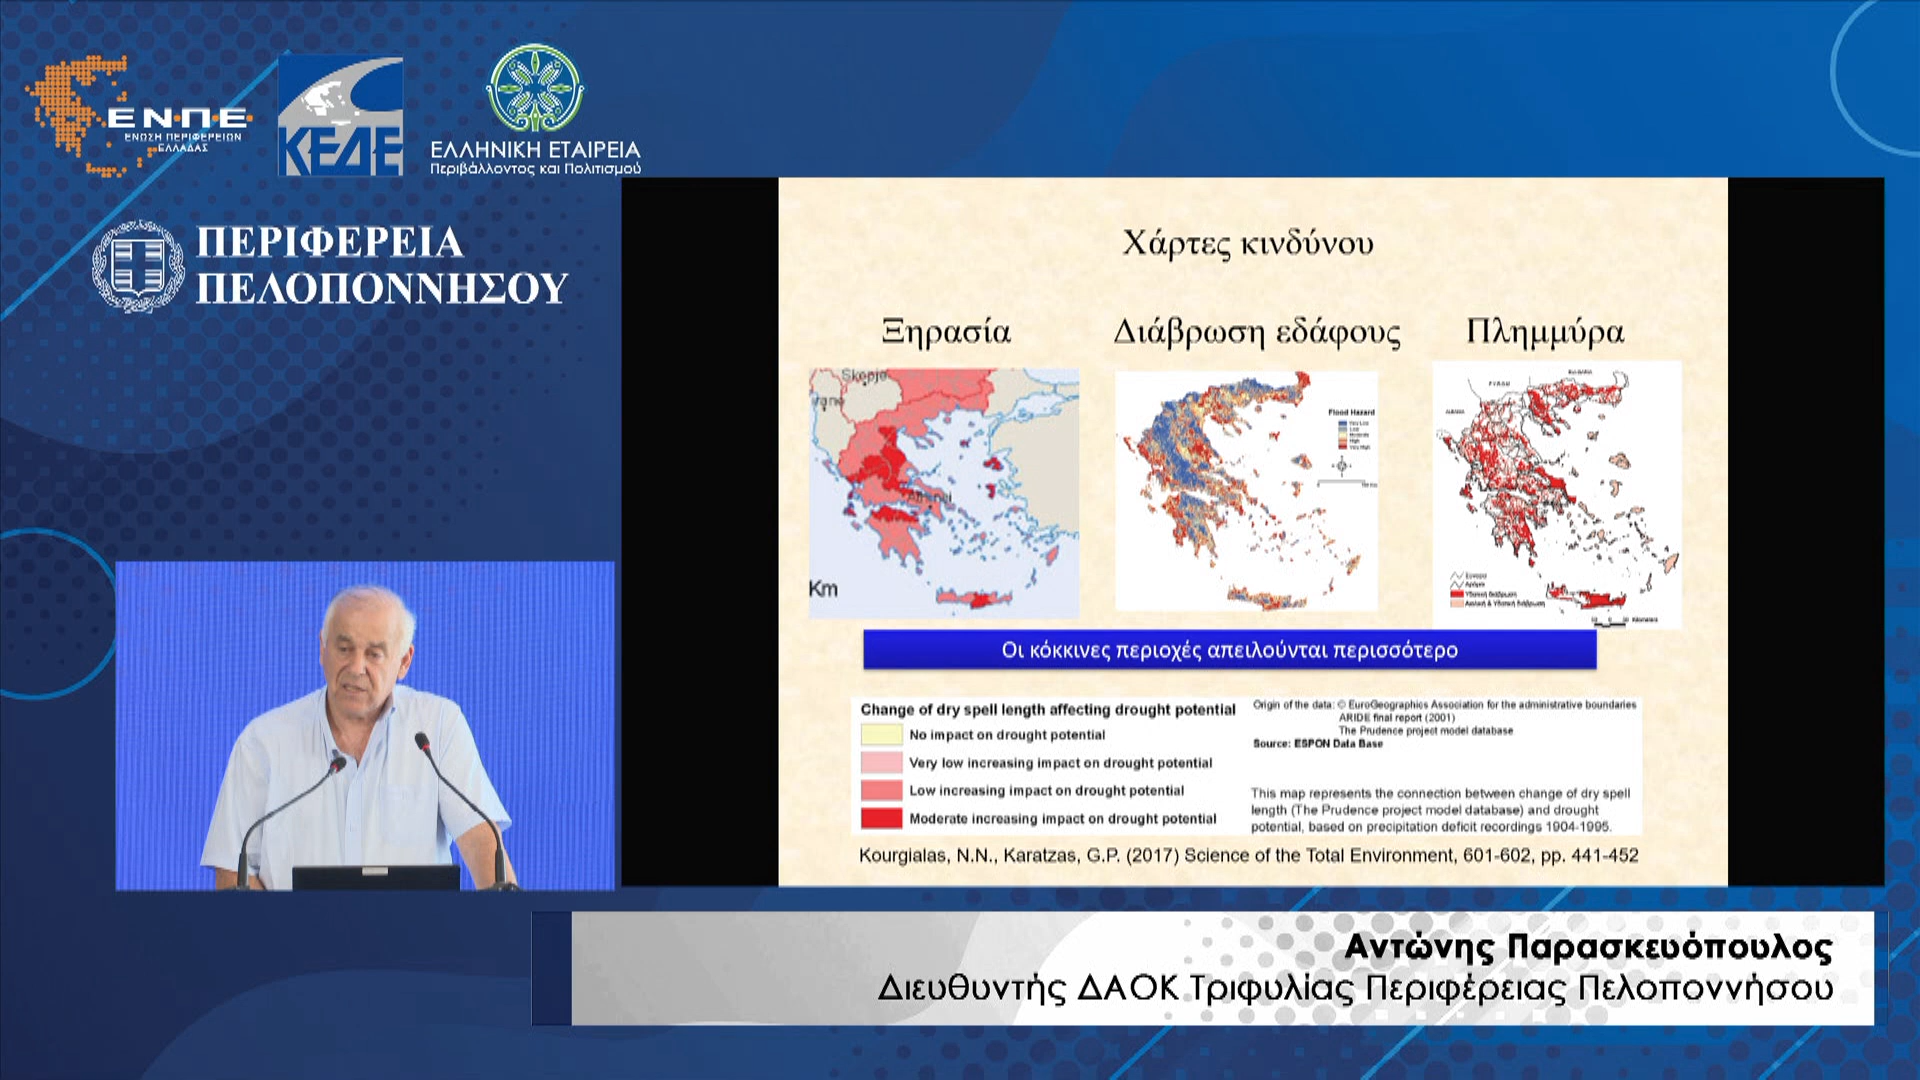 ΕΝ·Π·Ε·
ΕΝΩΣΗ ΠΕΡΙΦΕΡΕΙΩΝ
ΕΛΛΑΔΑΣ
ΚΕΔΕ
ΕΛΛΗΝΙΚΗ ΕΤΑΙΡΕΙΑ
Περιβάλλοντος και Πολιτισμού
ΠΕΡΙΦΕΡΕΙΑ
ΠΕΛΟΠΟΝΝΗΣΟΥ
Χάρτες κινδύνου
Ξηρασία
Διάβρωση εδάφους
Πλημμύρα
Skopje
Km
Flood Hazard
Very Low
Low
Moderate
High
Very High
Οι κόκκινες περιοχές απειλούνται περισσότερο
Change of dry spell length affecting drought potential
No impact on drought potential
Very low increasing impact on drought potential
Low increasing impact on drought potential
Moderate increasing impact on drought potential
Origin of the data: © EuroGeographics Association for the administrative boundaries
ARIDE final report (2001)
The Prudence project model database
Source: ESPON Data Base
This map represents the connection between change of dry spell
length (The Prudence project model database) and drought
potential, based on precipitation deficit recordings 1904-1995.
Kourgialas, N.N., Karatzas, G.P. (2017) Science of the Total Environment, 601-602, pp. 441-452
Αντώνης Παρασκευόπουλος
Διευθυντής ΔΑΟΚ Τριφυλίας Περιφέρειας Πελοποννήσου